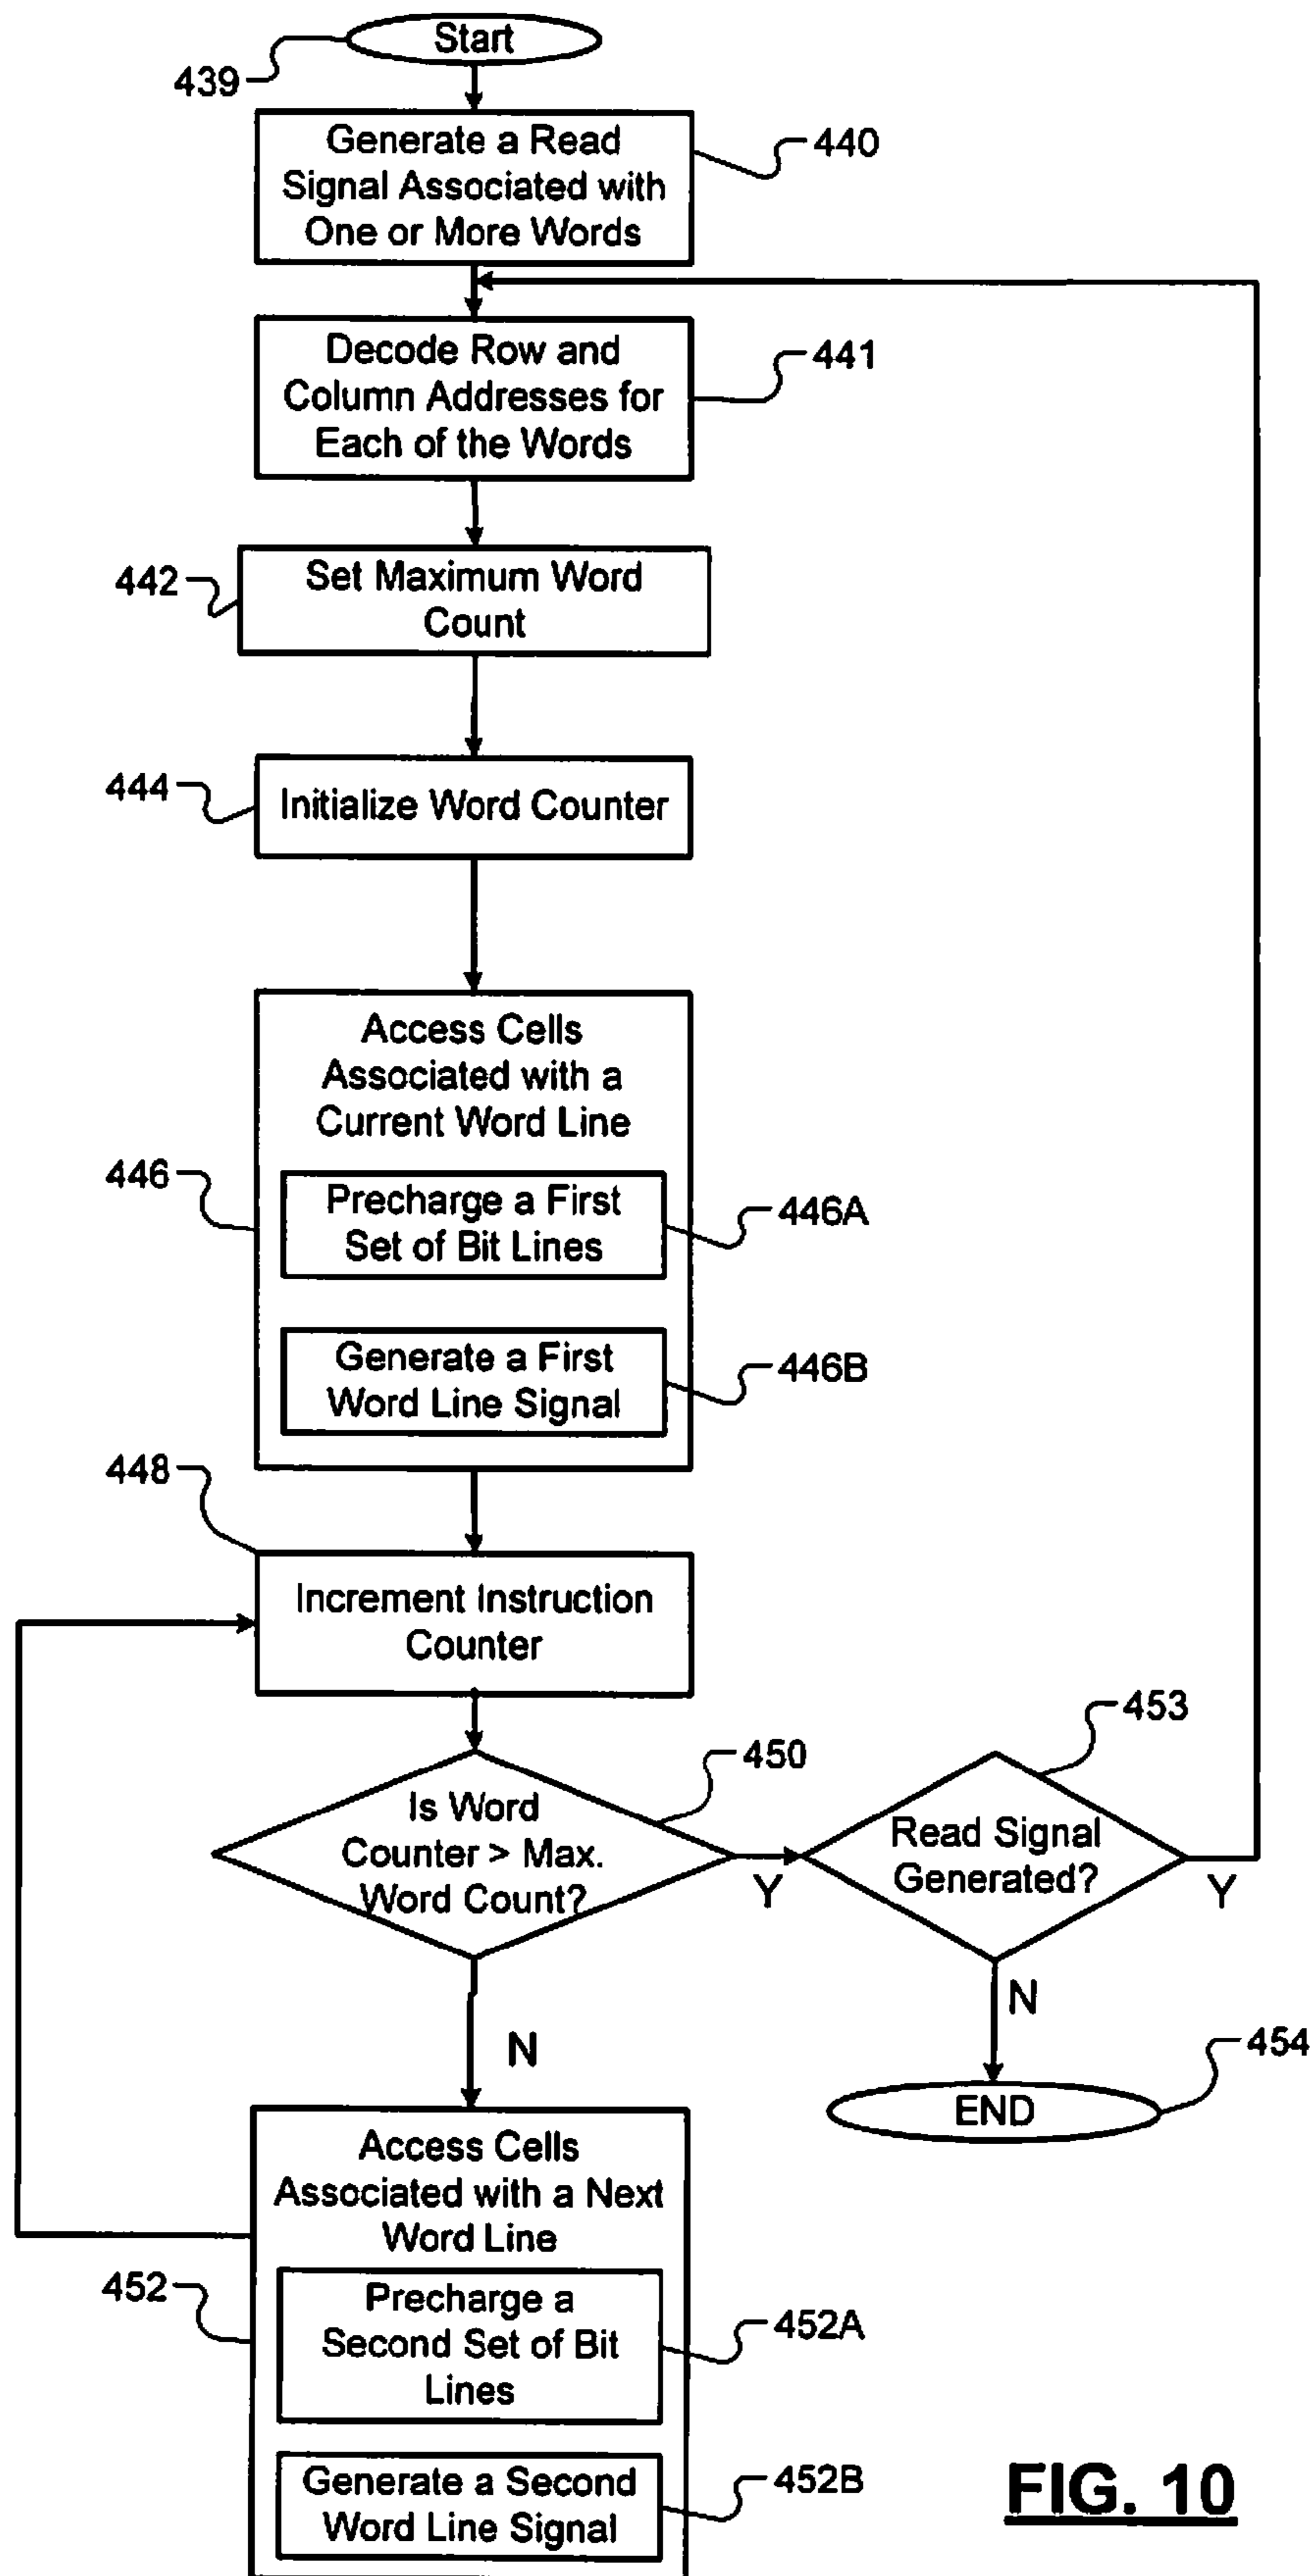 Start
439
Generate a Read
Signal Associated with
One or More Words
440
Decode Row and
Column Addresses for
Each of the Words
441
442
Set Maximum Word
Count
444
Initialize Word Counter
Access Cells
Associated with a
Current Word Line
446
Precharge a First
Set of Bit Lines
446A
Generate a First
Word Line Signal
446B
448
Increment Instruction
Counter
450
Is Word
Counter > Max.
Word Count?
Y
453
Read Signal
Generated?
Y
N
N
454
END
Access Cells
Associated with a Next
Word Line
452
Precharge a
Second Set of Bit
Lines
452A
Generate a Second
Word Line Signal
452B
FIG. 10